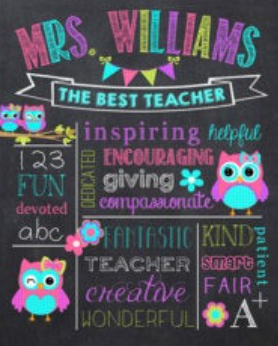 MRS. WILLIAMS
THE BEST TEACHER
inspiring helpful
DEDICATED
ENCOURAGING
giving
compassionate
123
FUN
devoted
abc
FANTASTIC
TEACHER
creative
WONDERFUL
KIND
smart
FAIR
patient
A+